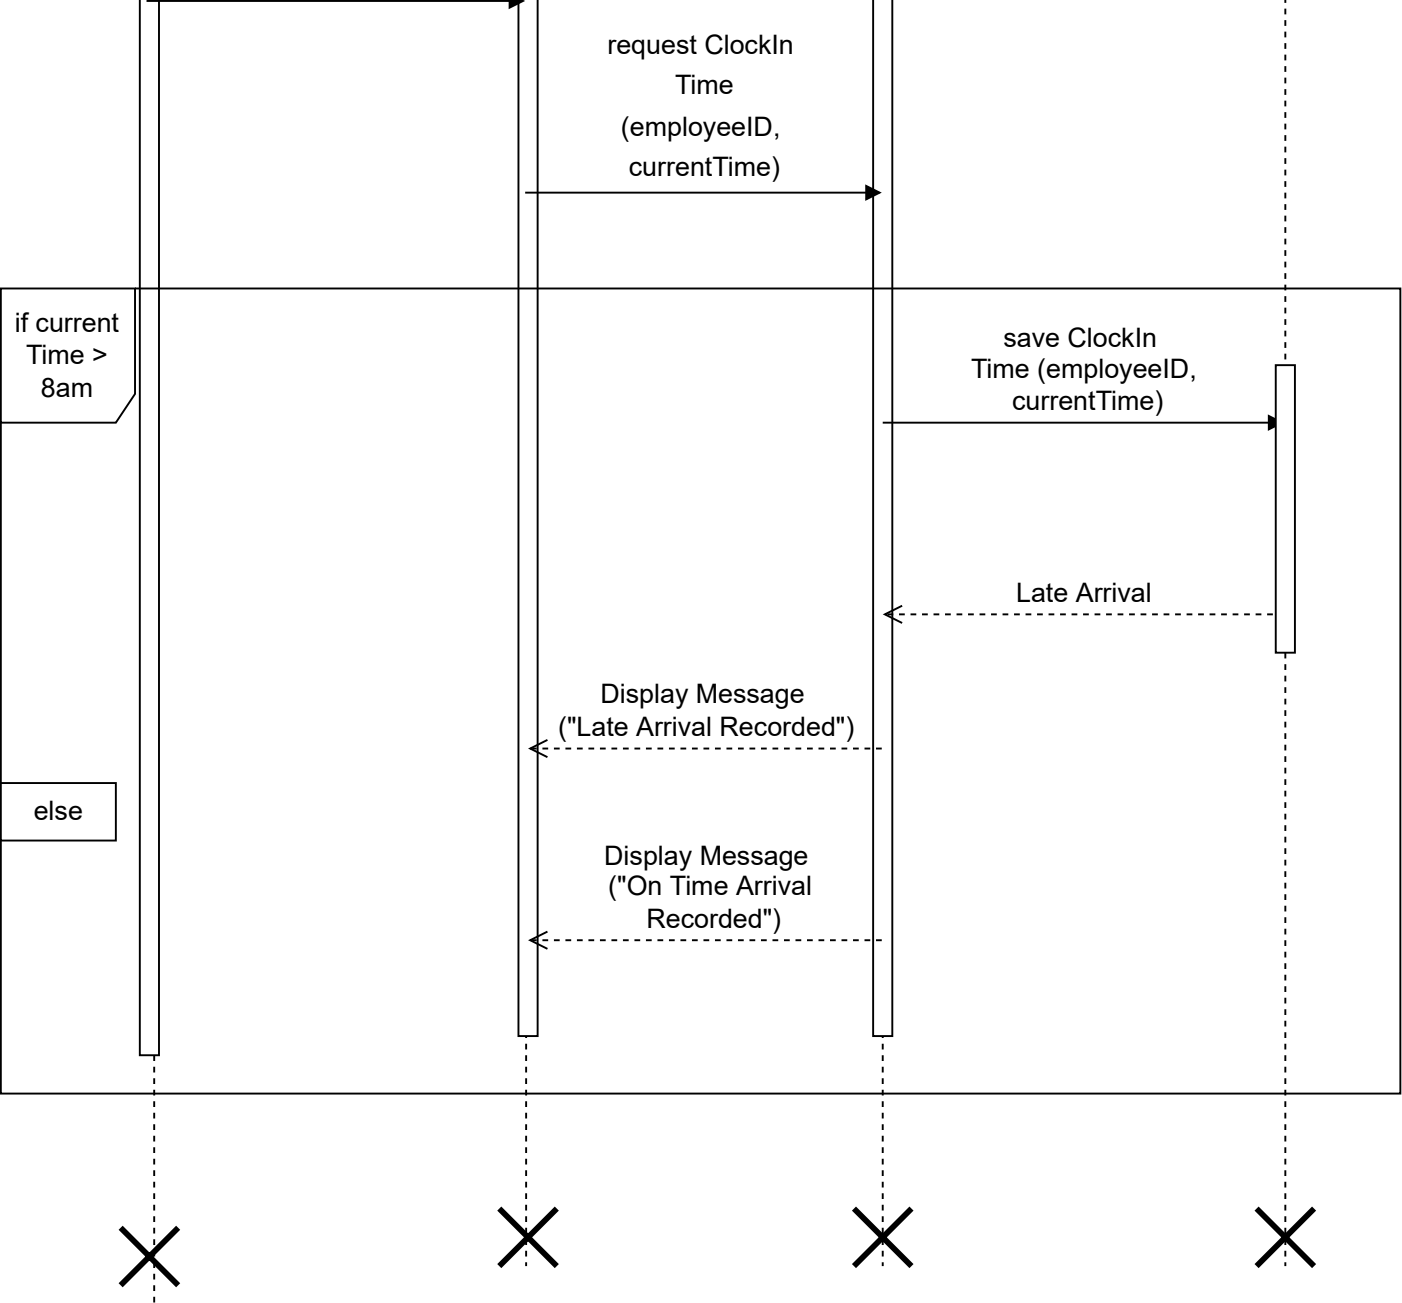 request ClockIn
Time
(employeeID,
currentTime)
if current
Time >
8am
save ClockIn
Time (employeeID,
currentTime)
Late Arrival
Display Message
("Late Arrival Recorded")
else
Display Message
("On Time Arrival
Recorded")